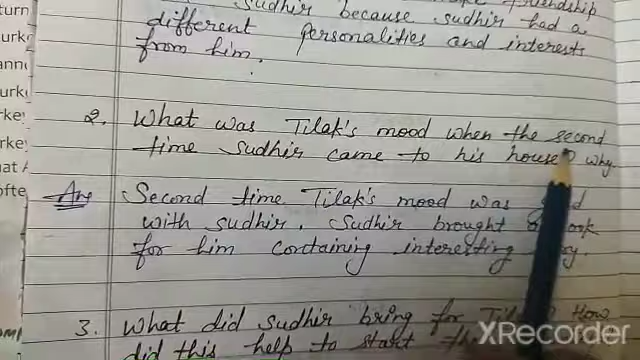 turn
Sudhir because Sudhir had a
different personalities and interests
from him.
2. What was Tilak's mood when the second
time Sudhir came to his house? why
Ans Second time Tilak's mood was
with sudhir. Sudhir brought
for him containing interesting
3. What did Sudhir bring for How
did this help to start
XRecorder